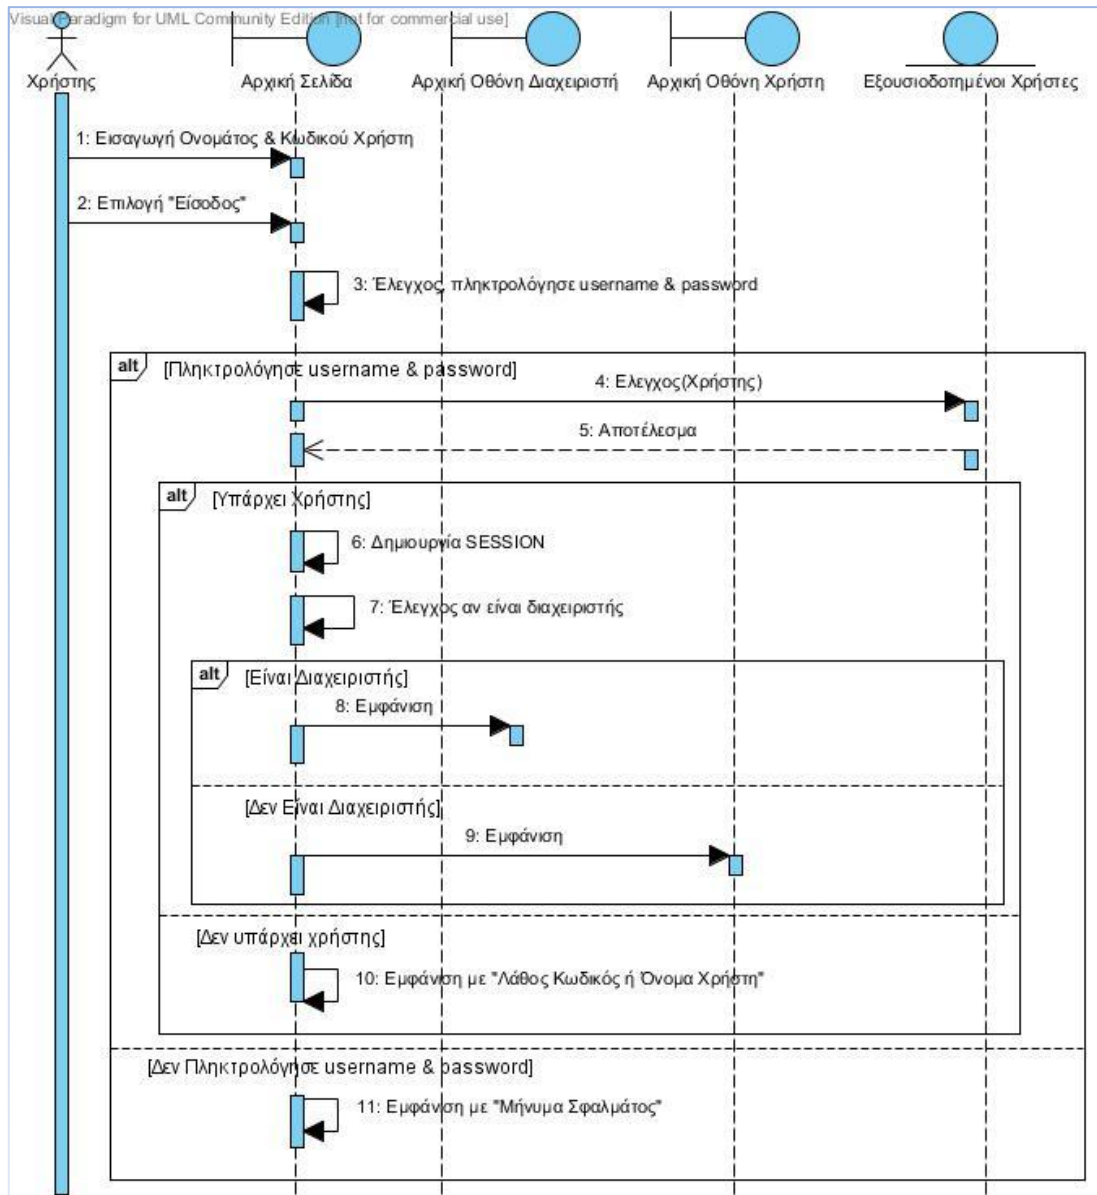 Visual Paradigm for UML Community Edition [not for commercial use]
Χρήστης
Αρχική Σελίδα
Αρχική Οθόνη Διαχειριστή
Αρχική Οθόνη Χρήστη
Εξουσιοδοτημένοι Χρήστες
1: Εισαγωγή Ονομάτος & Κωδικού Χρήστη
2: Επιλογή "Είσοδος"
3: Έλεγχος, πληκτρολόγησε username & password
alt
[Πληκτρολόγησε username & password]
4: Ελεγχος(Χρήστης)
5: Αποτέλεσμα
alt
[Υπάρχει Χρήστης]
6: Δημιουργία SESSION
7: Έλεγχος αν είναι διαχειριστής
alt
[Είναι Διαχειριστής]
8: Εμφάνιση
[Δεν Είναι Διαχειριστής]
9: Εμφάνιση
[Δεν υπάρχει χρήστης]
10: Εμφάνιση με "Λάθος Κωδικός ή Όνομα Χρήστη"
[Δεν Πληκτρολόγησε username & password]
11: Εμφάνιση με "Μήνυμα Σφαλμάτος"